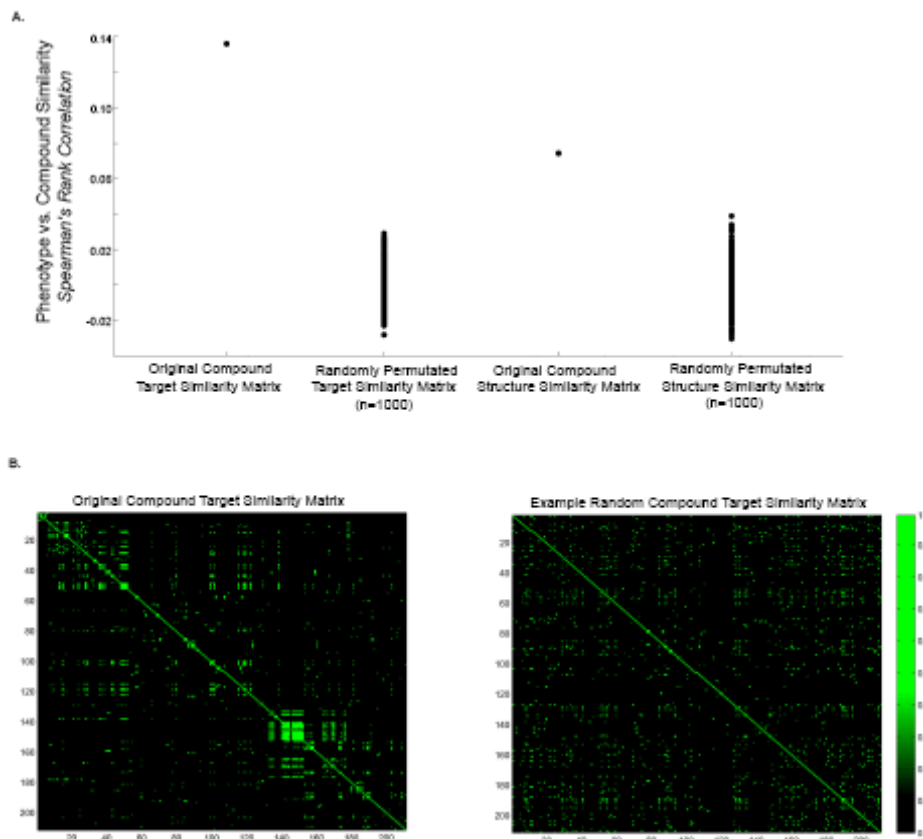 A.
Phenotype vs. Compound Similarity
Spearman's Rank Correlation
0.14
0.10
0.06
0.02
-0.02
Original Compound
Target Similarity Matrix
Randomly Permutated
Target Similarity Matrix
(n=1000)
Original Compound
Structure Similarity Matrix
Randomly Permutated
Structure Similarity Matrix
(n=1000)
B.
Original Compound Target Similarity Matrix
20
40
60
80
100
120
140
160
180
200
20 40 60 80 100 120 140 160 180 200
Example Random Compound Target Similarity Matrix
20
40
60
80
100
120
140
160
180
200
1